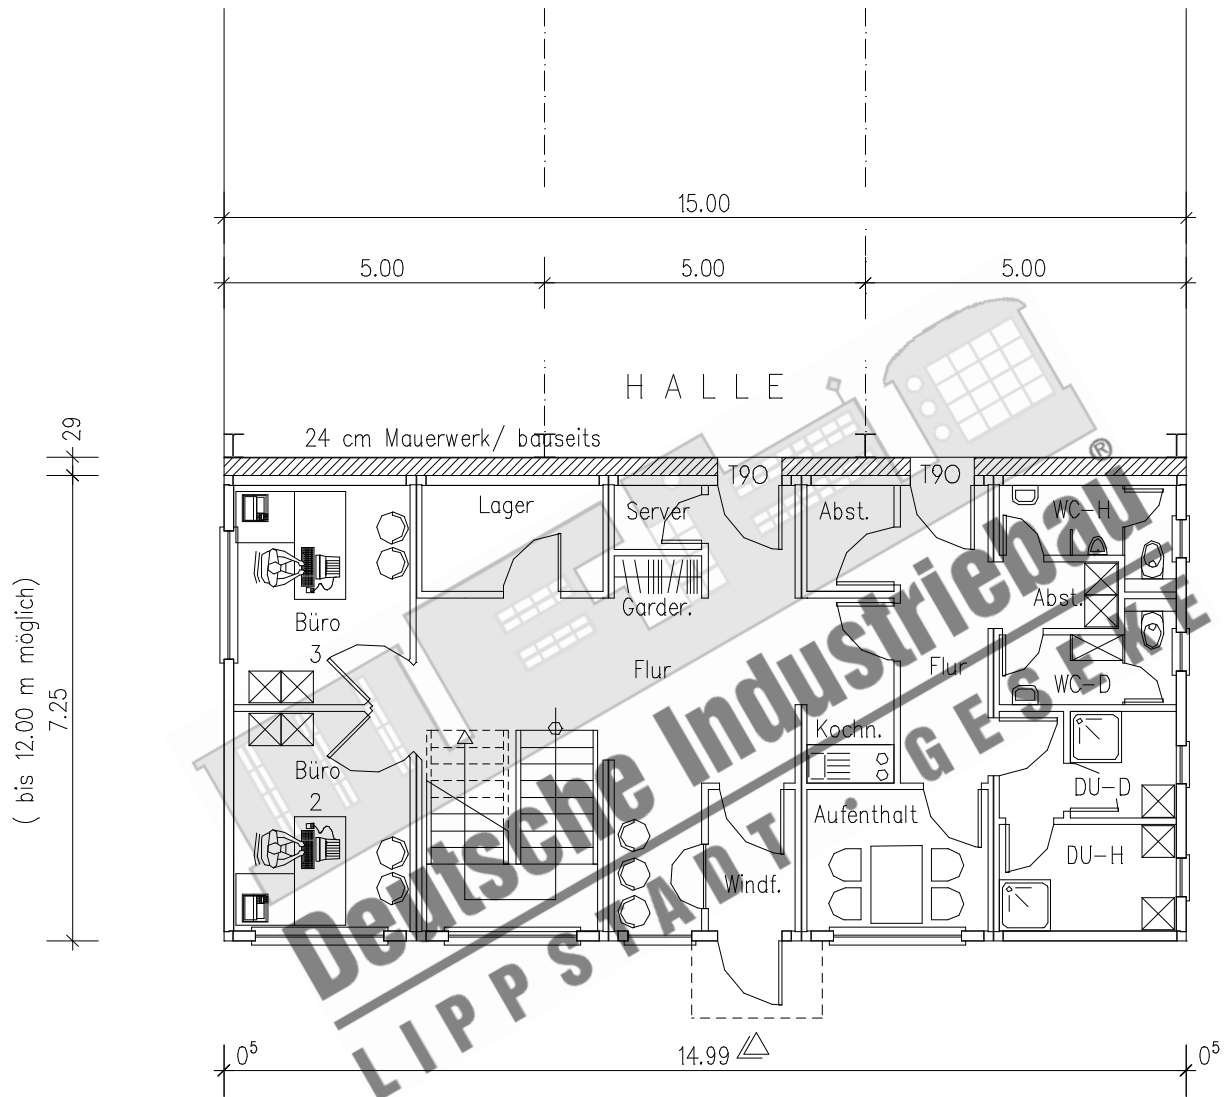 15.00
5.00 5.00 5.00
HALLE
29
24 cm Mauerwerk/ bauseits
®
T90 T90
Lager
Server
Abst.
WC-H
Garder.
Abst.
Büro
3
Flur
Flur
WC-D
( bis 12.00 m möglich)
7.25
Kochn.
Büro
2
DU-D
Aufenthalt
DU-H
Windf.
Deutsche Industriebau
LIPPSTADT · GESEKE
0⁵ 14.99 0⁵